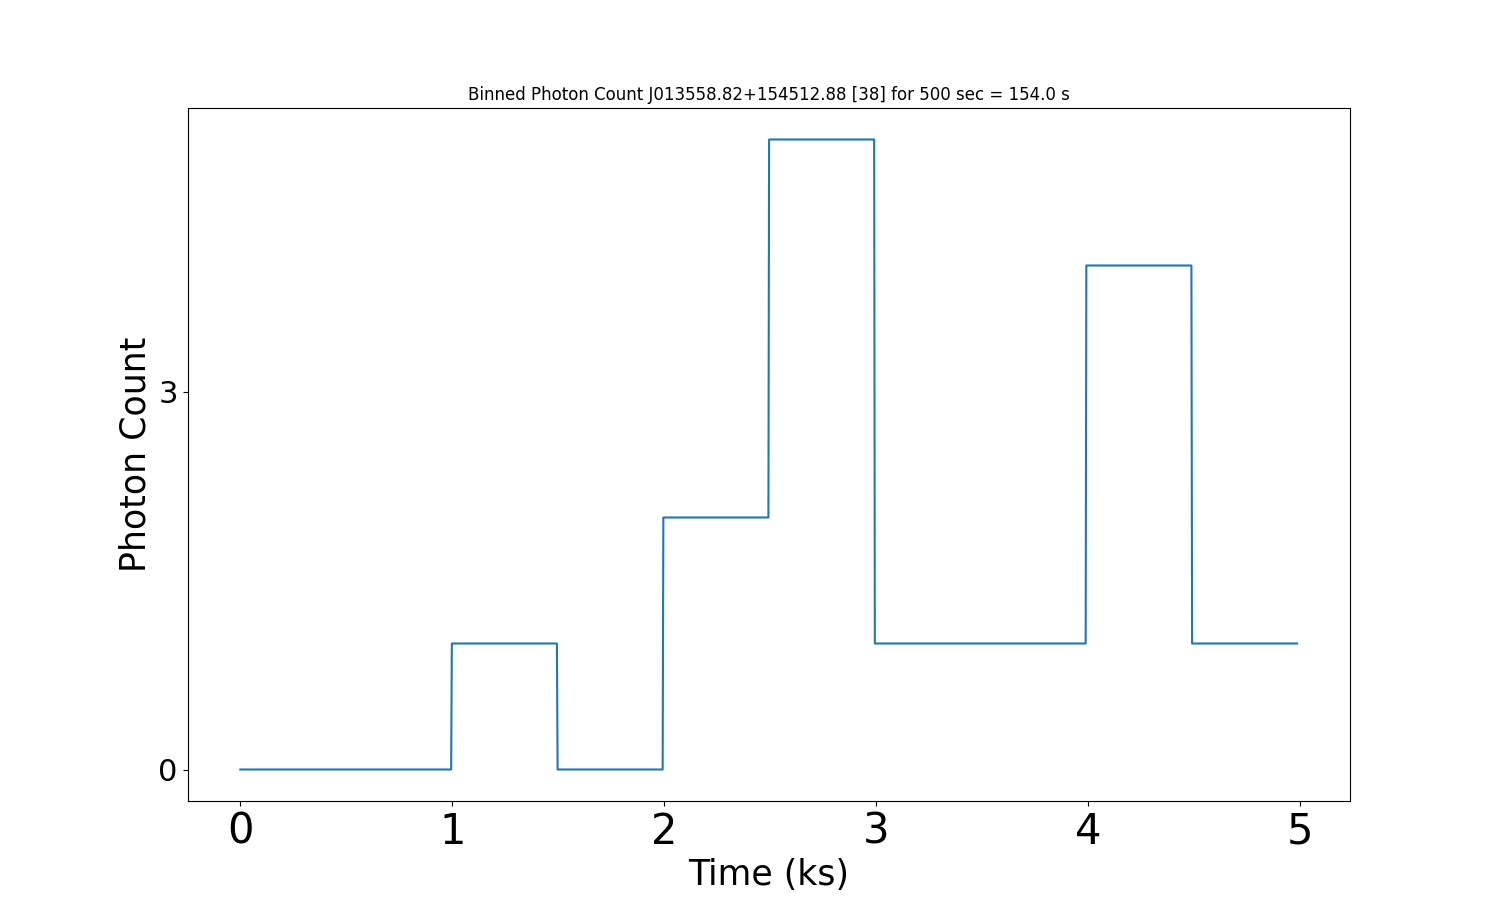 Binned Photon Count J013558.82+154512.88 [38] for 500 sec = 154.0 s
Photon Count
3
0
0 1 2 3 4 5
Time (ks)